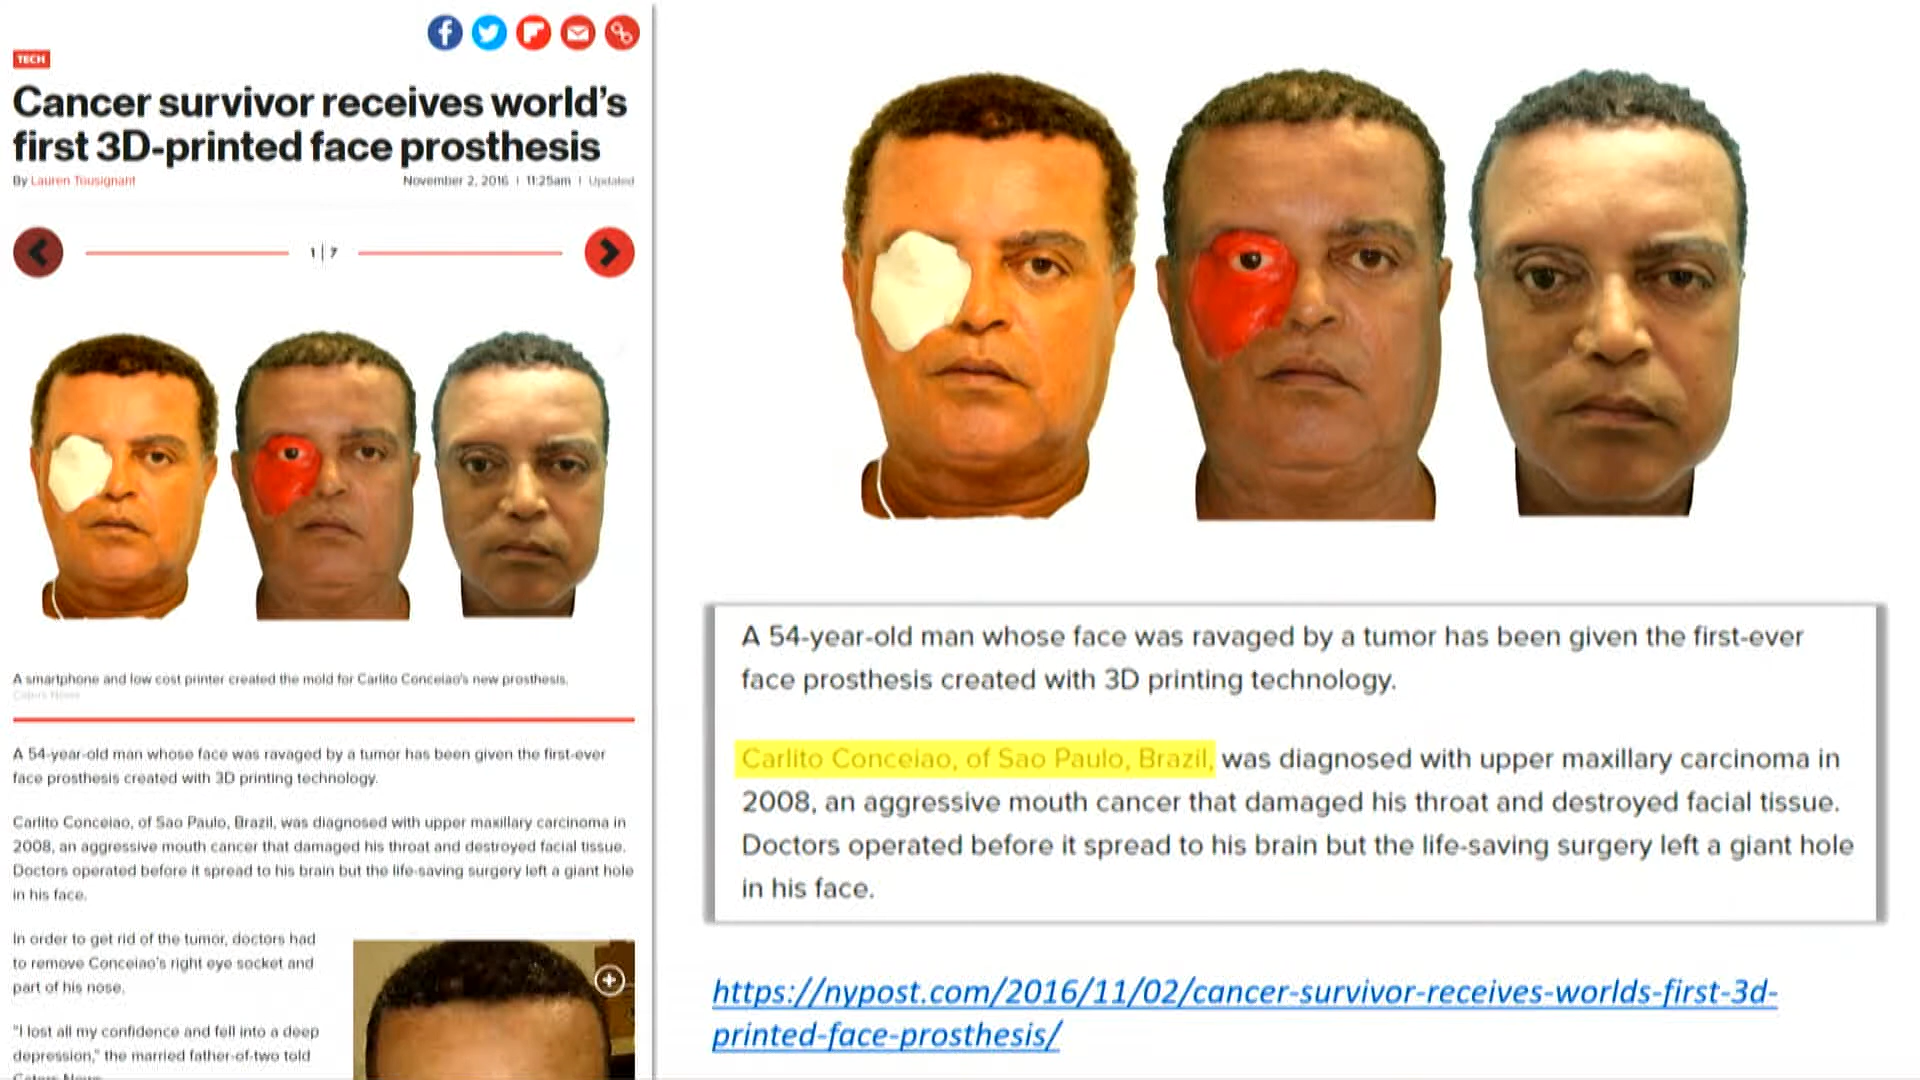 TECH
Cancer survivor receives world's
first 3D-printed face prosthesis
By Lauren Tousignant November 2, 2016 | 11:25am | Updated
1 | 7
A smartphone and low cost printer created the mold for Carlito Conceiao's new prosthesis.
Caters News
A 54-year-old man whose face was ravaged by a tumor has been given the first-ever
face prosthesis created with 3D printing technology.
Carlito Conceiao, of Sao Paulo, Brazil, was diagnosed with upper maxillary carcinoma in
2008, an aggressive mouth cancer that damaged his throat and destroyed facial tissue.
Doctors operated before it spread to his brain but the life-saving surgery left a giant hole
in his face.
In order to get rid of the tumor, doctors had
to remove Conceiao's right eye socket and
part of his nose.
"I lost all my confidence and fell into a deep
depression," the married father-of-two told
Caters News
A 54-year-old man whose face was ravaged by a tumor has been given the first-ever
face prosthesis created with 3D printing technology.
Carlito Conceiao, of Sao Paulo, Brazil, was diagnosed with upper maxillary carcinoma in
2008, an aggressive mouth cancer that damaged his throat and destroyed facial tissue.
Doctors operated before it spread to his brain but the life-saving surgery left a giant hole
in his face.
https://nypost.com/2016/11/02/cancer-survivor-receives-worlds-first-3d-
printed-face-prosthesis/